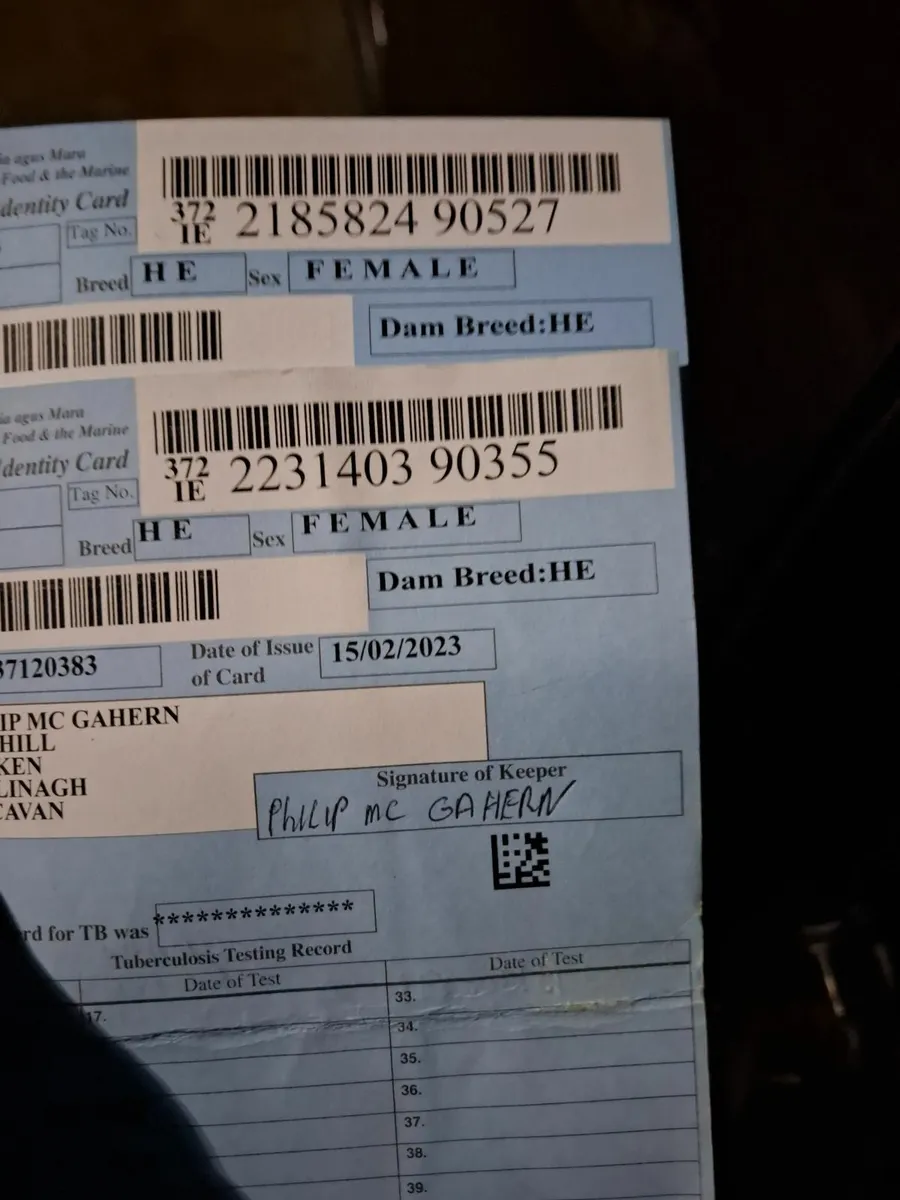 agus Mara
Food & the Marine
Identity Card
372
IE 2185824 90527
Tag No.
Breed HE Sex FEMALE
Dam Breed:HE
agus Mara
Food & the Marine
Identity Card
372
IE 2231403 90355
Tag No.
Breed HE Sex FEMALE
Dam Breed:HE
37120383 Date of Issue of Card 15/02/2023
IP MC GAHERN
HILL
KEN
LINAGH
CAVAN
Signature of Keeper
PHILIP MC GAHERN
rd for TB was **************
Tuberculosis Testing Record
Date of Test Date of Test
17. 33.
34.
35.
36.
37.
38.
39.